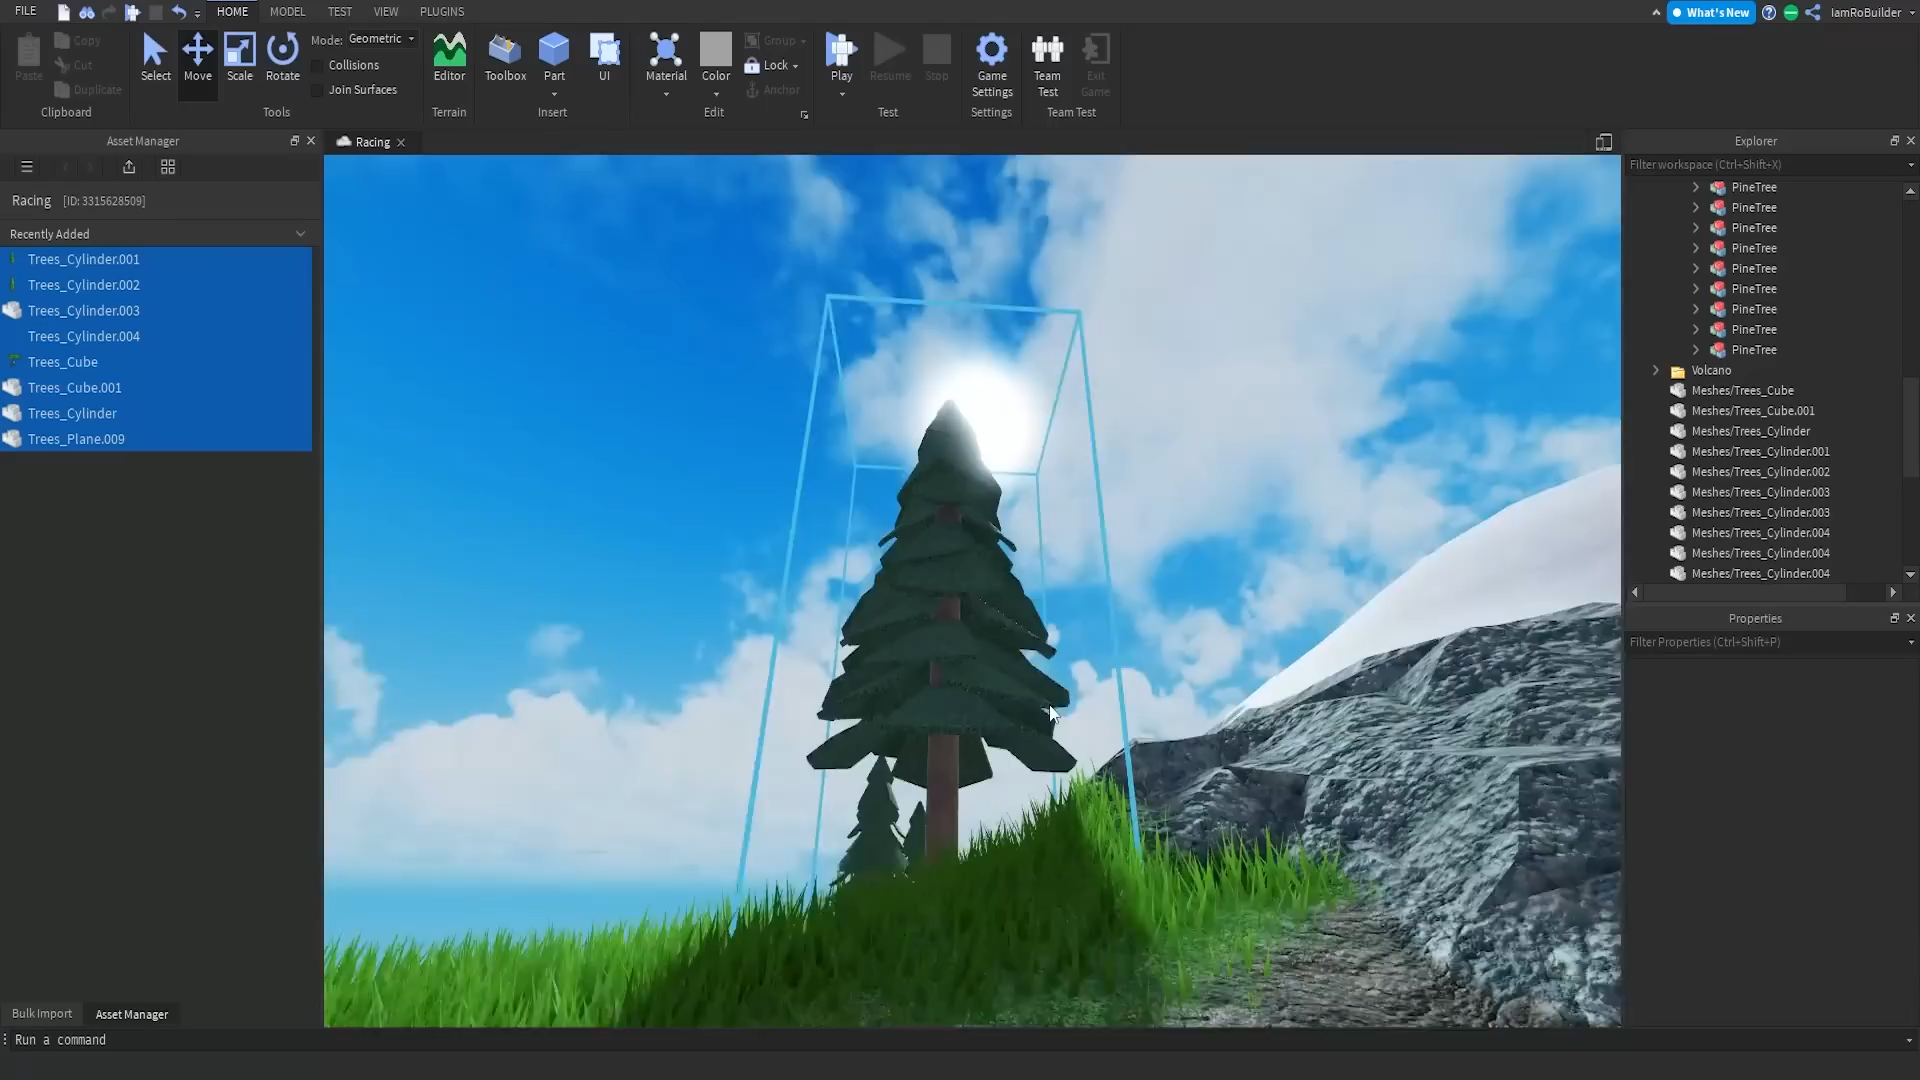 FILE
HOME
MODEL
TEST
VIEW
PLUGINS
What's New
IamRoBuilder
Paste
Copy
Cut
Duplicate
Clipboard
Select
Move
Scale
Rotate
Mode: Geometric
Collisions
Join Surfaces
Tools
Editor
Terrain
Toolbox
Part
UI
Insert
Material
Color
Group
Lock
Anchor
Edit
Play
Resume
Stop
Test
Game
Settings
Settings
Team
Test
Exit
Game
Team Test
Asset Manager
Racing [ID: 3315628509]
Recently Added
Trees_Cylinder.001
Trees_Cylinder.002
Trees_Cylinder.003
Trees_Cylinder.004
Trees_Cube
Trees_Cube.001
Trees_Cylinder
Trees_Plane.009
Bulk Import
Asset Manager
Run a command
Racing
Explorer
Filter workspace (Ctrl+Shift+X)
PineTree
PineTree
PineTree
PineTree
PineTree
PineTree
PineTree
PineTree
PineTree
Volcano
Meshes/Trees_Cube
Meshes/Trees_Cube.001
Meshes/Trees_Cylinder
Meshes/Trees_Cylinder.001
Meshes/Trees_Cylinder.002
Meshes/Trees_Cylinder.003
Meshes/Trees_Cylinder.003
Meshes/Trees_Cylinder.004
Meshes/Trees_Cylinder.004
Meshes/Trees_Cylinder.004
Properties
Filter Properties (Ctrl+Shift+P)